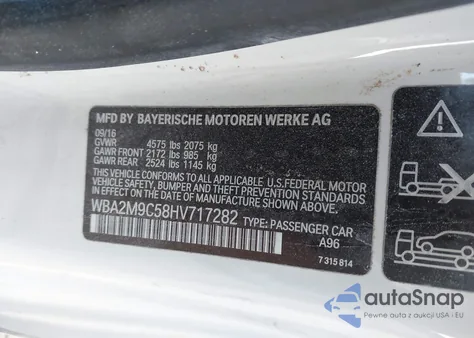 MFD BY BAYERISCHE MOTOREN WERKE AG
09/16
GVWR 4575 lbs 2075 kg
GAWR FRONT 2172 lbs 985 kg
GAWR REAR 2524 lbs 1145 kg
THIS VEHICLE CONFORMS TO ALL APPLICABLE
U.S.FEDERAL MOTOR
VEHICLE SAFETY, BUMPER, AND THEFT PREVENTION STANDARDS
IN EFFECT ON THE DATE OF MANUFACTURE SHOWN ABOVE.
WBA2M9C58HV717282 TYPE: PASSENGER CAR
A96
7 315 814
autoSnap
Pewne auta z aukcji USA i EU